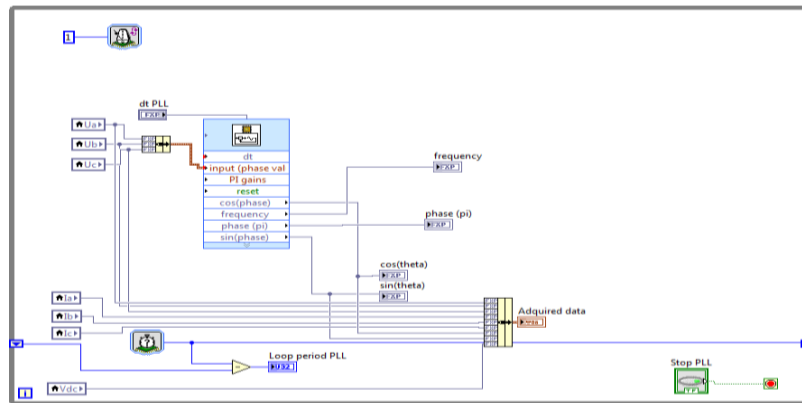 1
dt PLL
FXP
Ua
Ub
Uc
dt
input (phase val
PI gains
reset
cos(phase)
frequency
phase (pi)
sin(phase)
frequency
FXP
phase (pi)
FXP
cos(theta)
FXP
sin(theta)
FXP
Ia
Ib
Ic
Adquired data
Loop period PLL
U32
Vdc
i
Stop PLL
TF